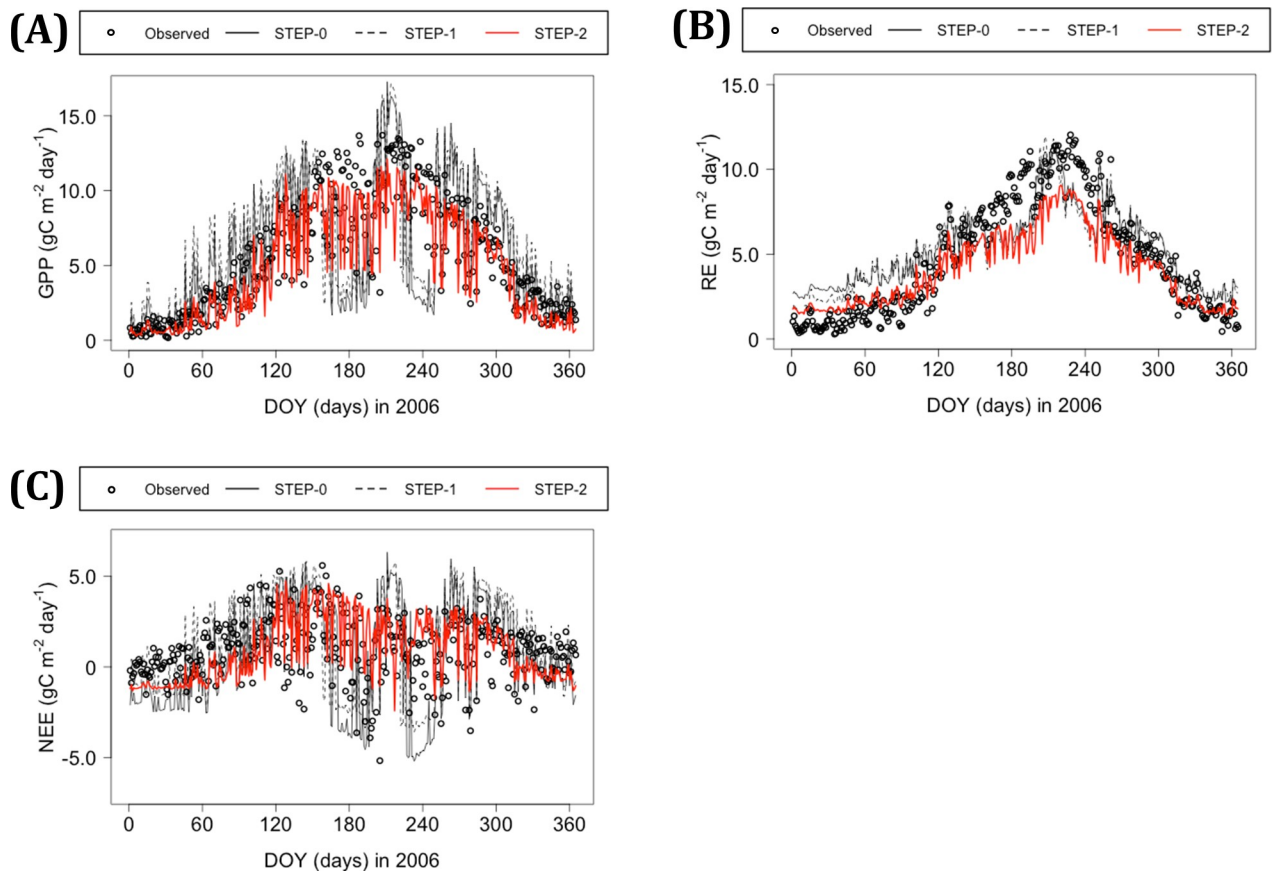 (A)
Observed STEP-0 STEP-1 STEP-2
GPP (gC m⁻² day⁻¹)
15.0
10.0
5.0
0
0 60 120 180 240 300 360
DOY (days) in 2006
(B)
Observed STEP-0 STEP-1 STEP-2
RE (gC m⁻² day⁻¹)
15.0
10.0
5.0
0
0 60 120 180 240 300 360
DOY (days) in 2006
(C)
Observed STEP-0 STEP-1 STEP-2
NEE (gC m⁻² day⁻¹)
5.0
0
-5.0
0 60 120 180 240 300 360
DOY (days) in 2006